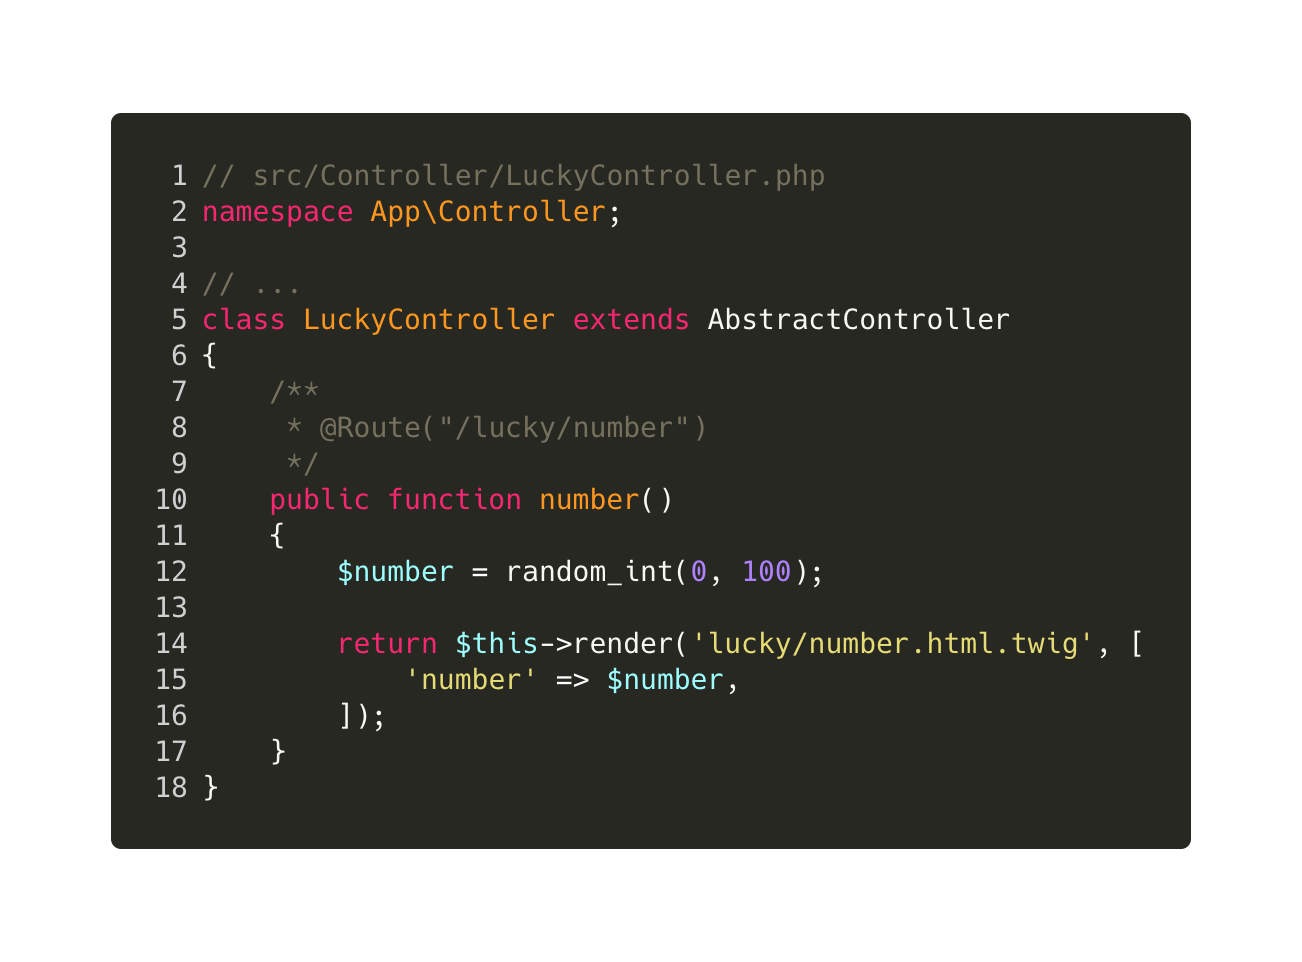 1 // src/Controller/LuckyController.php
2 namespace App\Controller;
3
4 // ...
5 class LuckyController extends AbstractController
6 {
7     /**
8      * @Route("/lucky/number")
9      */
10     public function number()
11     {
12         $number = random_int(0, 100);
13
14         return $this->render('lucky/number.html.twig', [
15             'number' => $number,
16         ]);
17     }
18 }